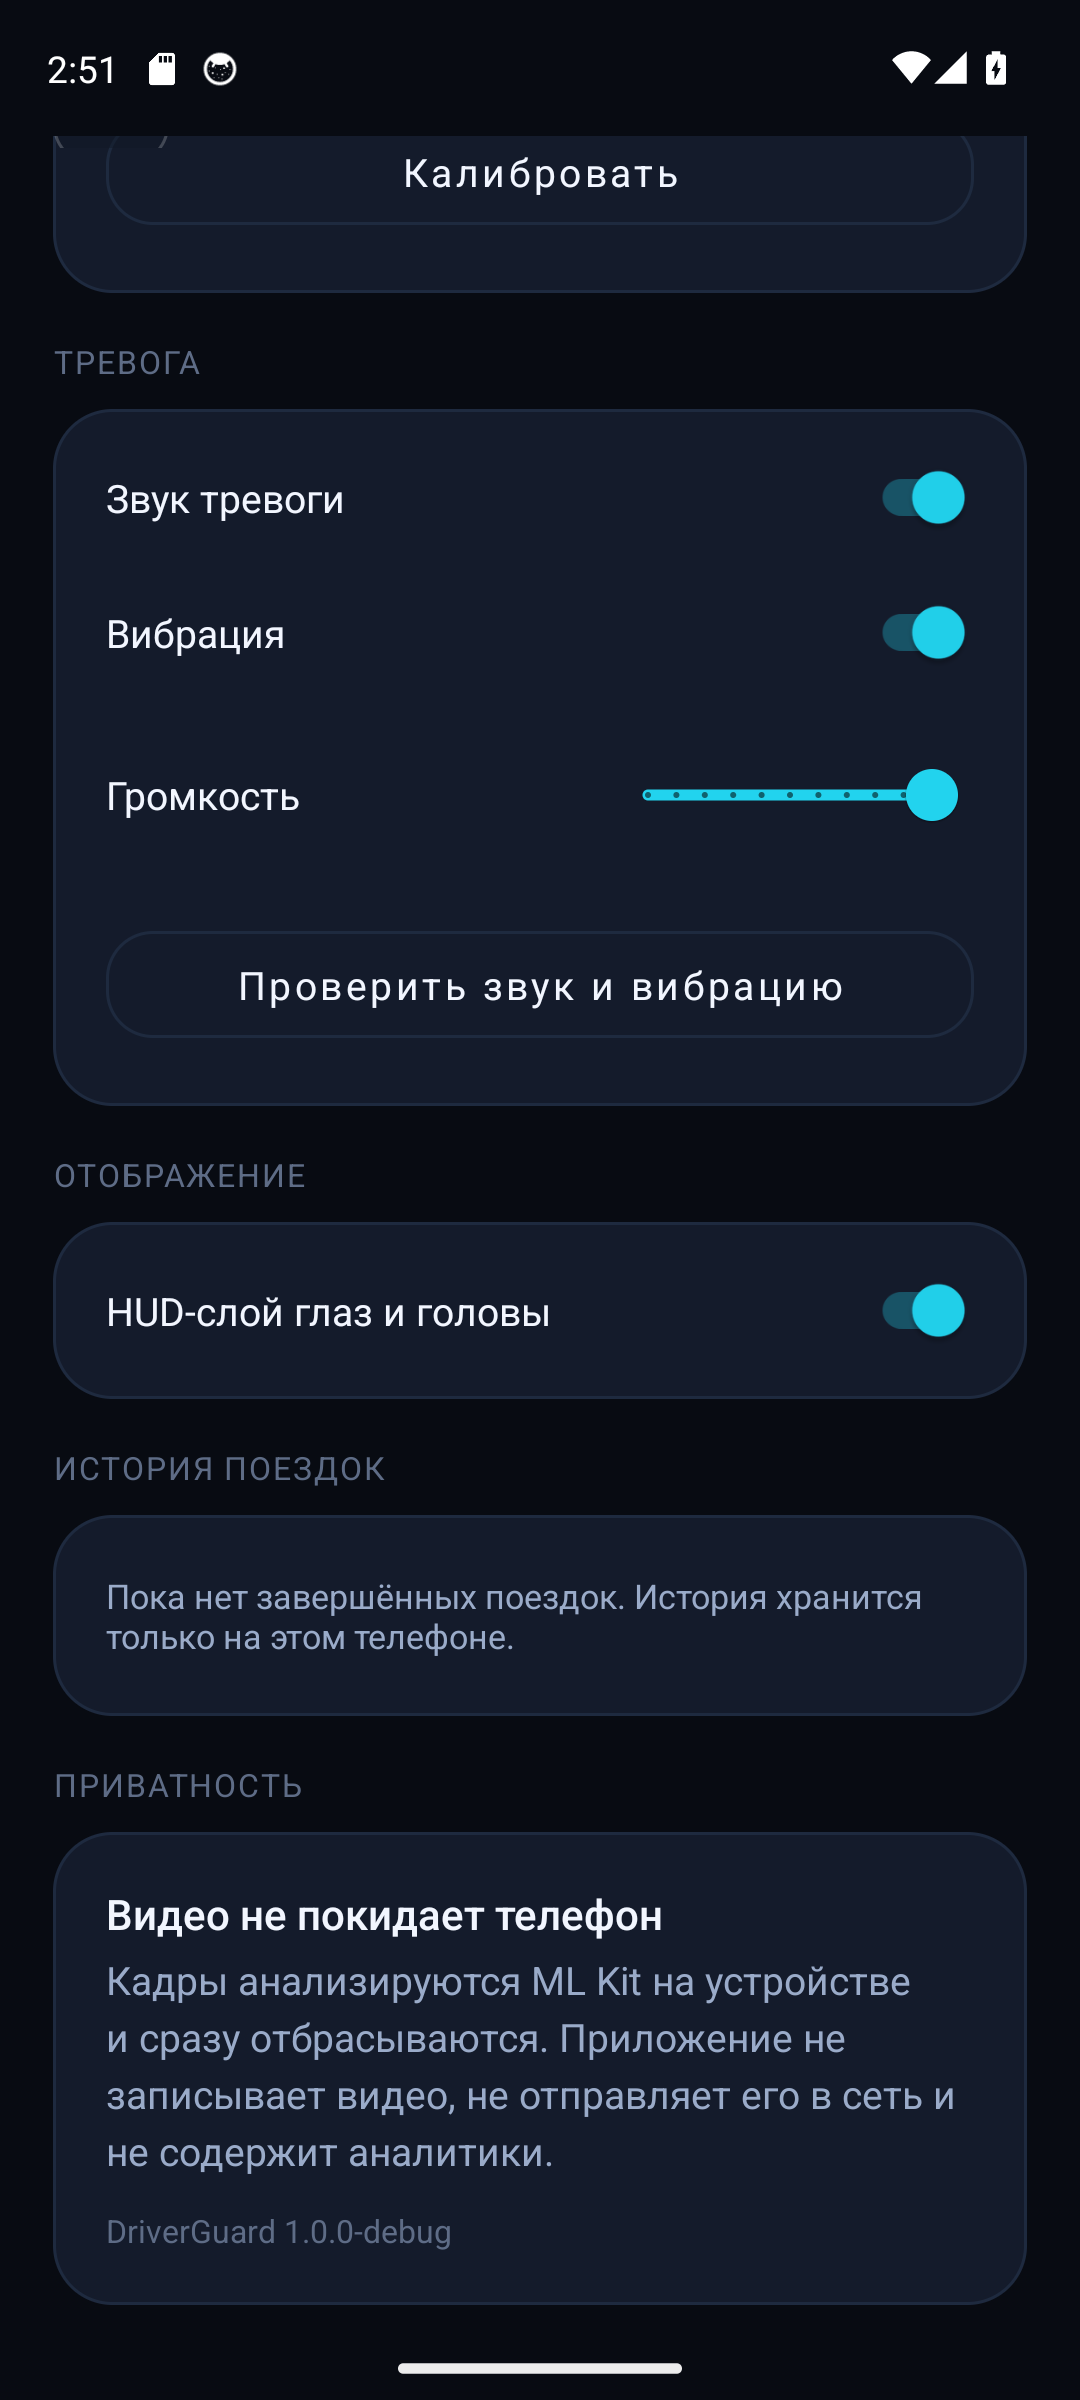 2:51
Калибровать
ТРЕВОГА
Звук тревоги
Вибрация
Громкость
Проверить звук и вибрацию
ОТОБРАЖЕНИЕ
HUD-слой глаз и головы
ИСТОРИЯ ПОЕЗДОК
Пока нет завершённых поездок. История хранится
только на этом телефоне.
ПРИВАТНОСТЬ
Видео не покидает телефон
Кадры анализируются ML Kit на устройстве
и сразу отбрасываются. Приложение не
записывает видео, не отправляет его в сеть и
не содержит аналитики.
DriverGuard 1.0.0-debug